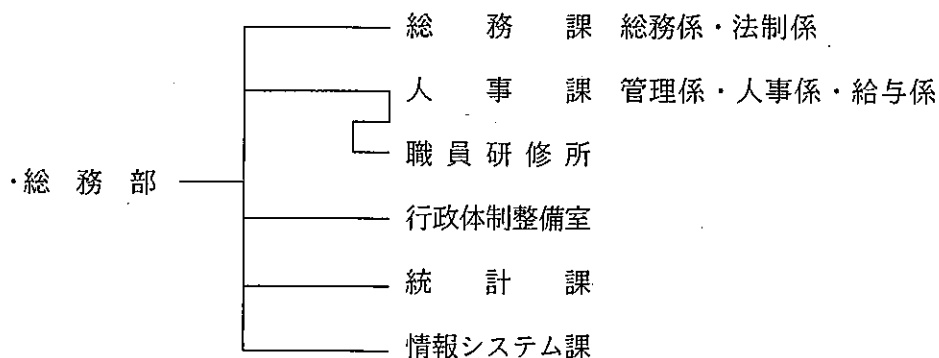 総務課 総務係・法制係
人事課 管理係・人事係・給与係
職員研修所
・総務部
行政体制整備室
統計課
情報システム課